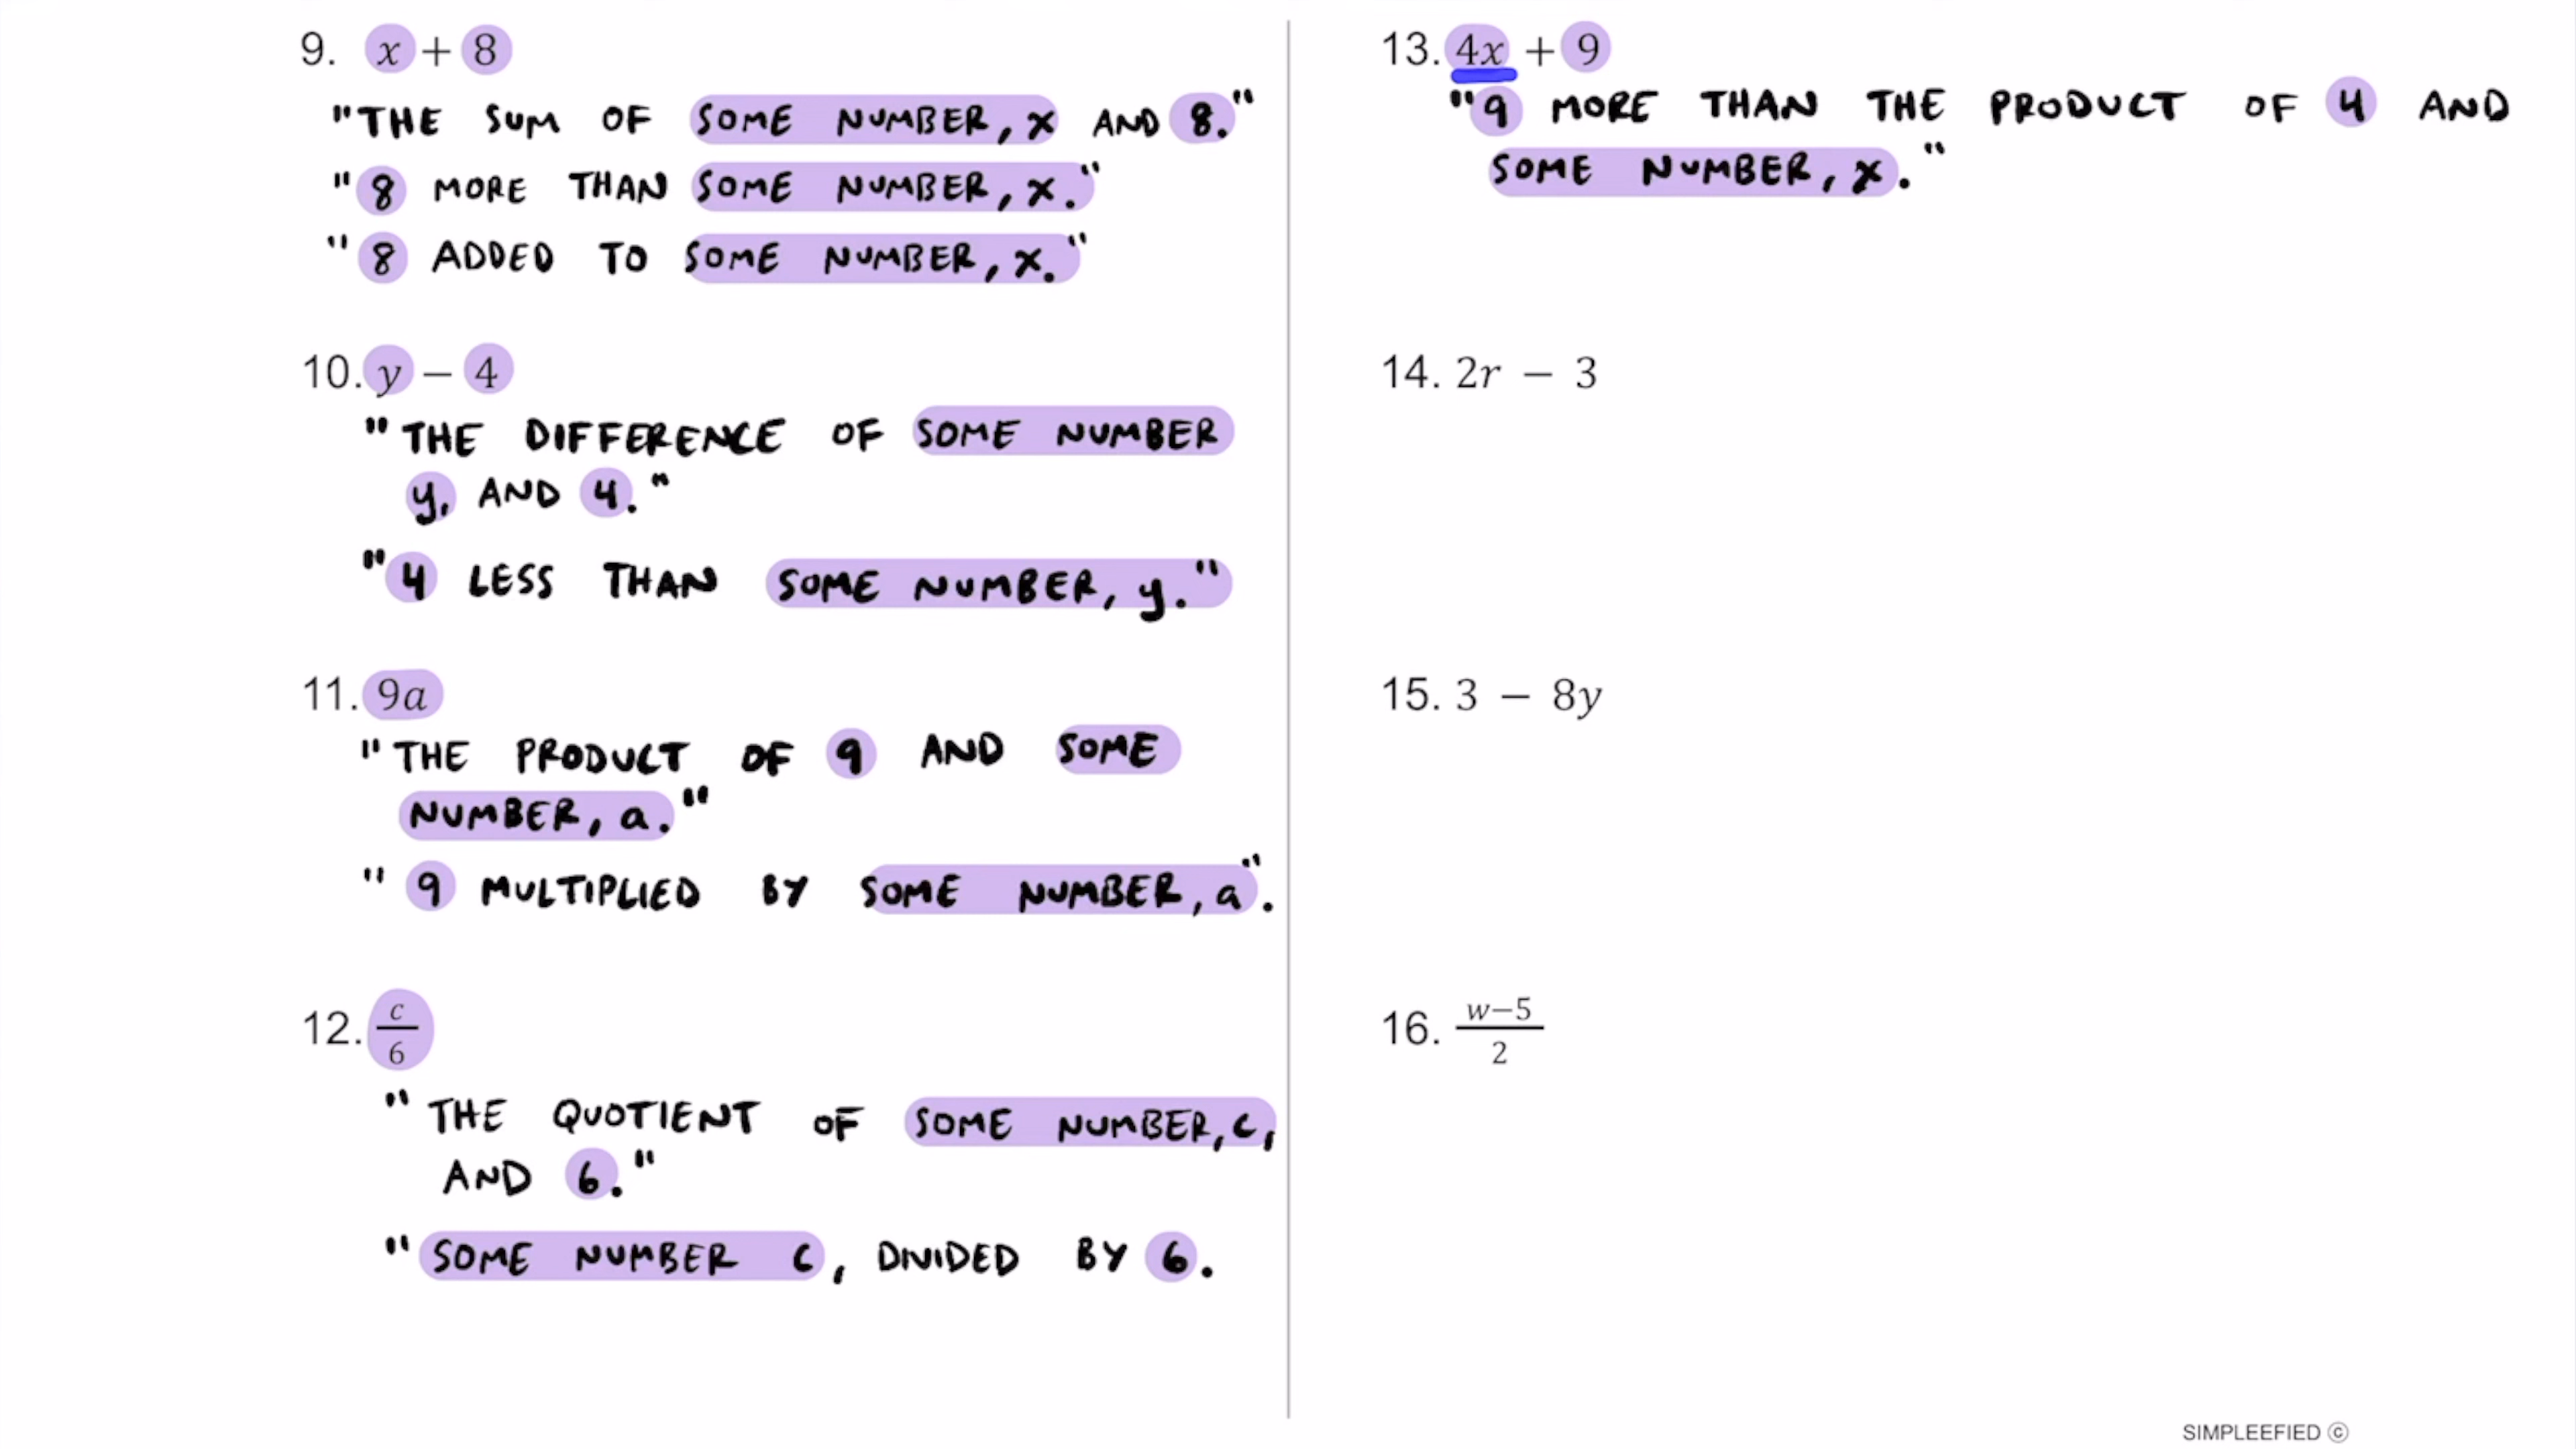 9. x + 8
"THE SUM OF SOME NUMBER, x AND 8."
"8 MORE THAN SOME NUMBER, x."
"8 ADDED TO SOME NUMBER, x."
10. y − 4
"THE DIFFERENCE OF SOME NUMBER
y, AND 4."
"4 LESS THAN SOME NUMBER, y."
11. 9a
"THE PRODUCT OF 9 AND SOME
NUMBER, a."
"9 MULTIPLIED BY SOME NUMBER, a".
12. c/6
"THE QUOTIENT OF SOME NUMBER, c,
AND 6."
"SOME NUMBER c, DIVIDED BY 6.
13. 4x + 9
"9 MORE THAN THE PRODUCT OF 4 AND
SOME NUMBER, x."
14. 2r − 3
15. 3 − 8y
16. w−5/2
SIMPLEEFIED ©